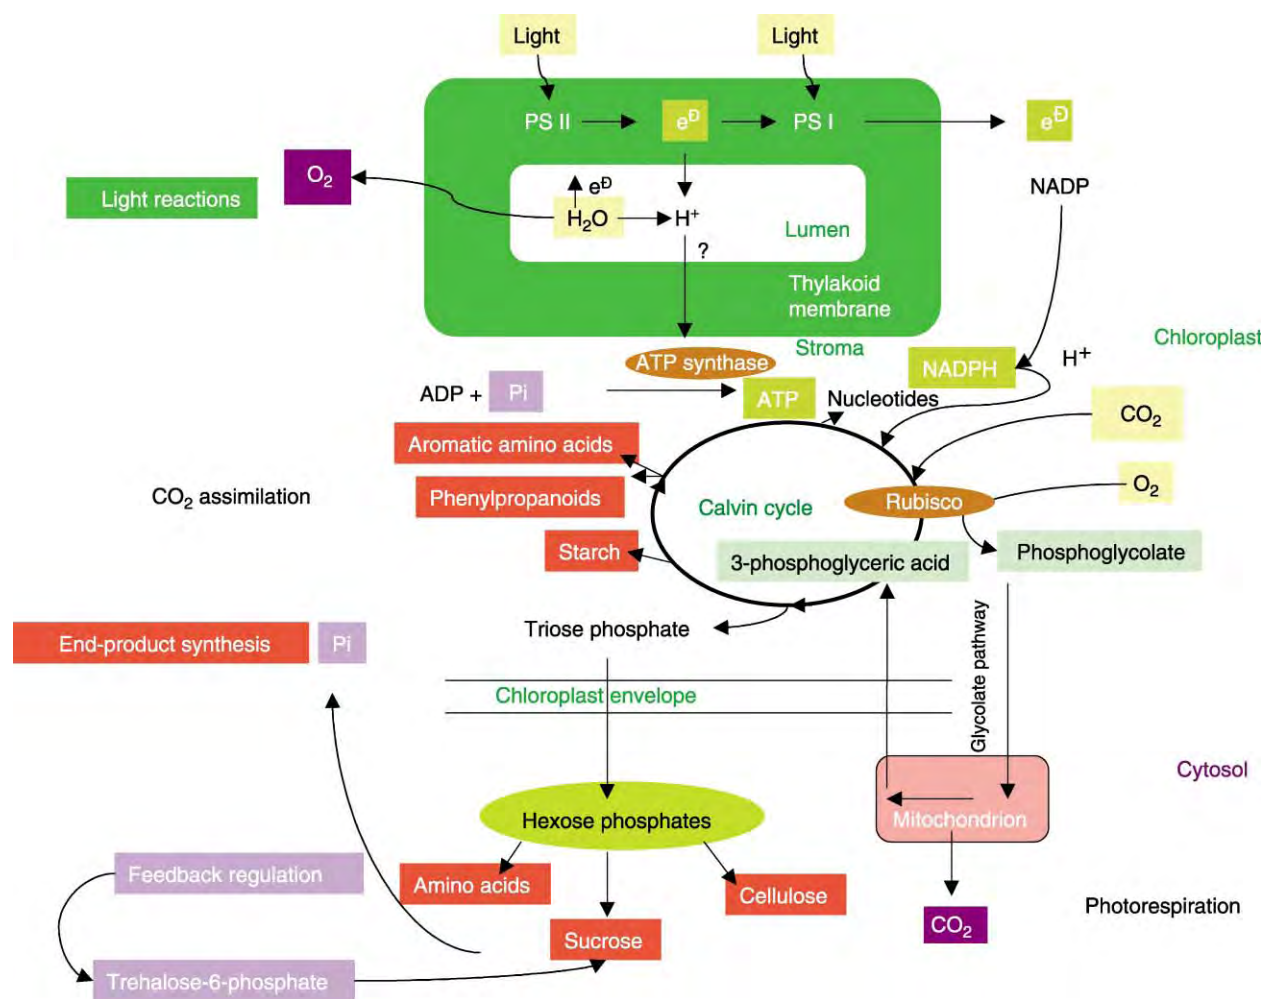 Light
Light
PS II
eᴰ
PS I
eᴰ
O₂
Light reactions
eᴰ
H₂O
H⁺
Lumen
?
NADP
Thylakoid
membrane
Stroma
Chloroplast
ATP synthase
NADPH
H⁺
ADP + Pi
ATP
Nucleotides
CO₂
Aromatic amino acids
Phenylpropanoids
CO₂ assimilation
Calvin cycle
Rubisco
O₂
Starch
3-phosphoglyceric acid
Phosphoglycolate
Triose phosphate
End-product synthesis
Pi
Chloroplast envelope
Glycolate pathway
Cytosol
Hexose phosphates
Mitochondrion
Feedback regulation
Amino acids
Cellulose
Photorespiration
CO₂
Sucrose
Trehalose-6-phosphate